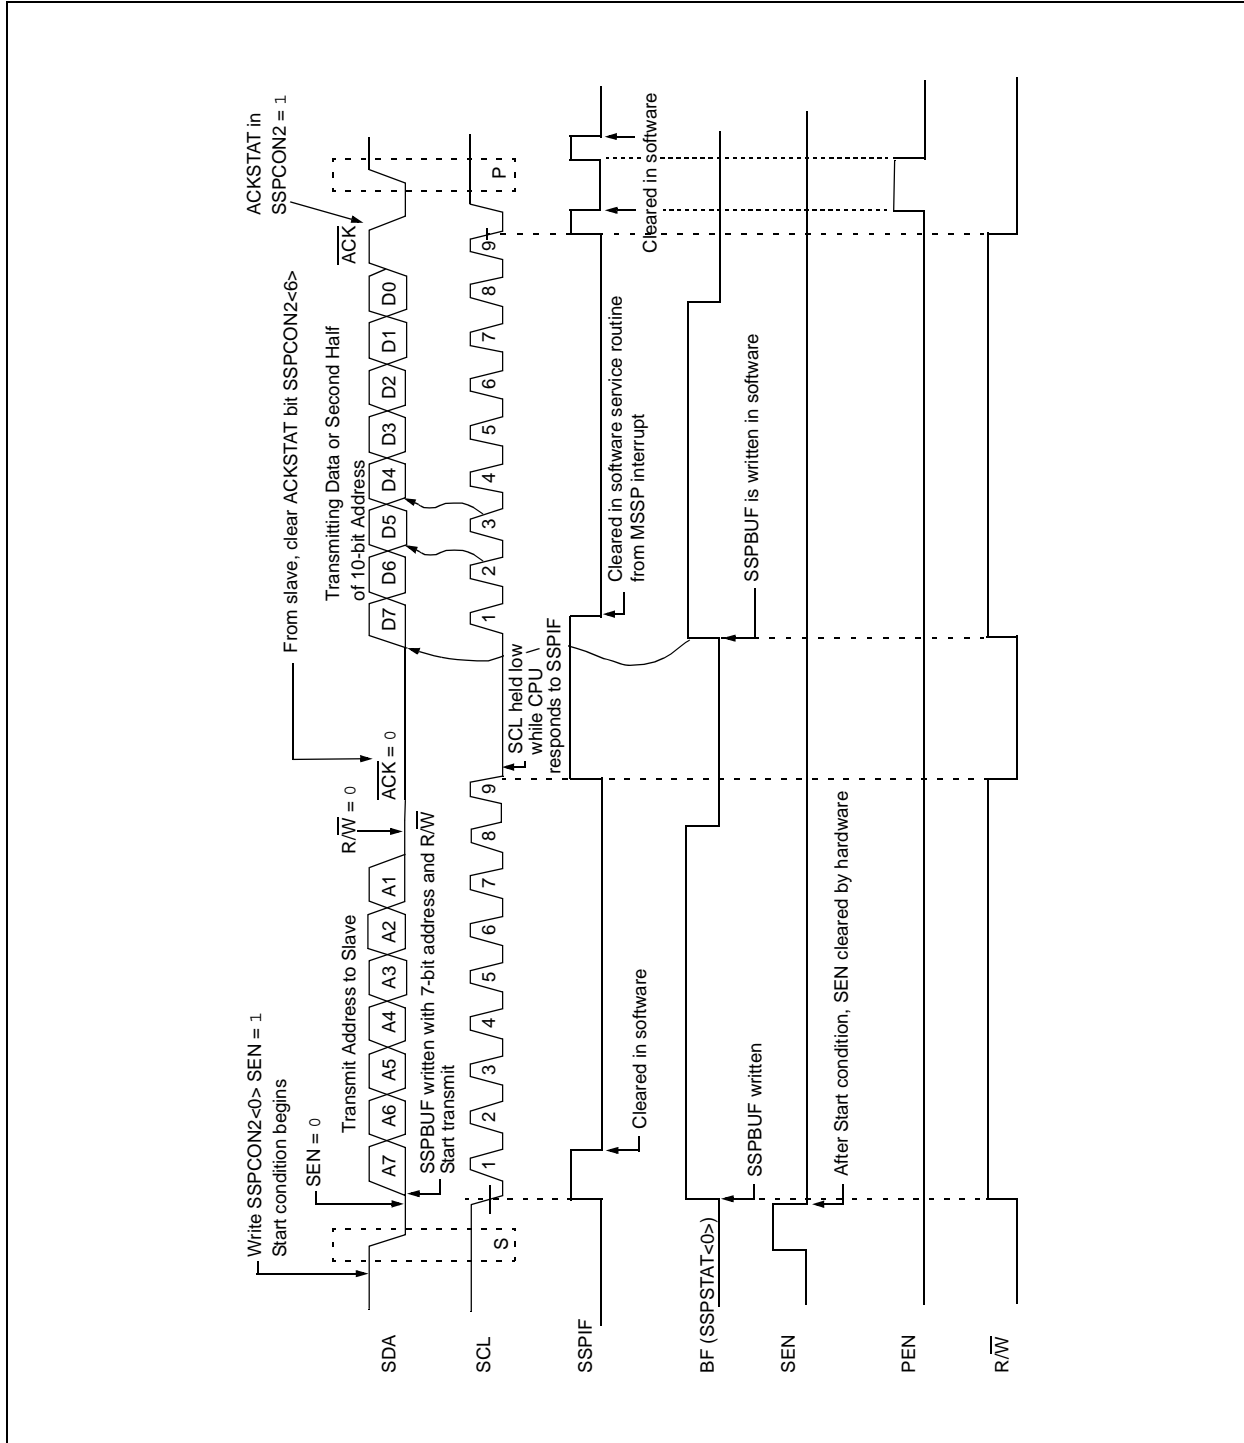 Write SSPCON2<0> SEN = 1
Start condition begins
SEN = 0
From slave, clear ACKSTAT bit SSPCON2<6>
ACKSTAT in
SSPCON2 = 1
Transmit Address to Slave
R/W = 0
ACK = 0
Transmitting Data or Second Half
of 10-bit Address
ACK
SDA
A7 A6 A5 A4 A3 A2 A1
D7 D6 D5 D4 D3 D2 D1 D0
SSPBUF written with 7-bit address and R/W
Start transmit
SCL
S
1 2 3 4 5 6 7 8 9
1 2 3 4 5 6 7 8 9
P
SCL held low
while CPU
responds to SSPIF
SSPIF
Cleared in software
Cleared in software service routine
from MSSP interrupt
Cleared in software
BF (SSPSTAT<0>)
SSPBUF written
SSPBUF is written in software
SEN
After Start condition, SEN cleared by hardware
PEN
R/W